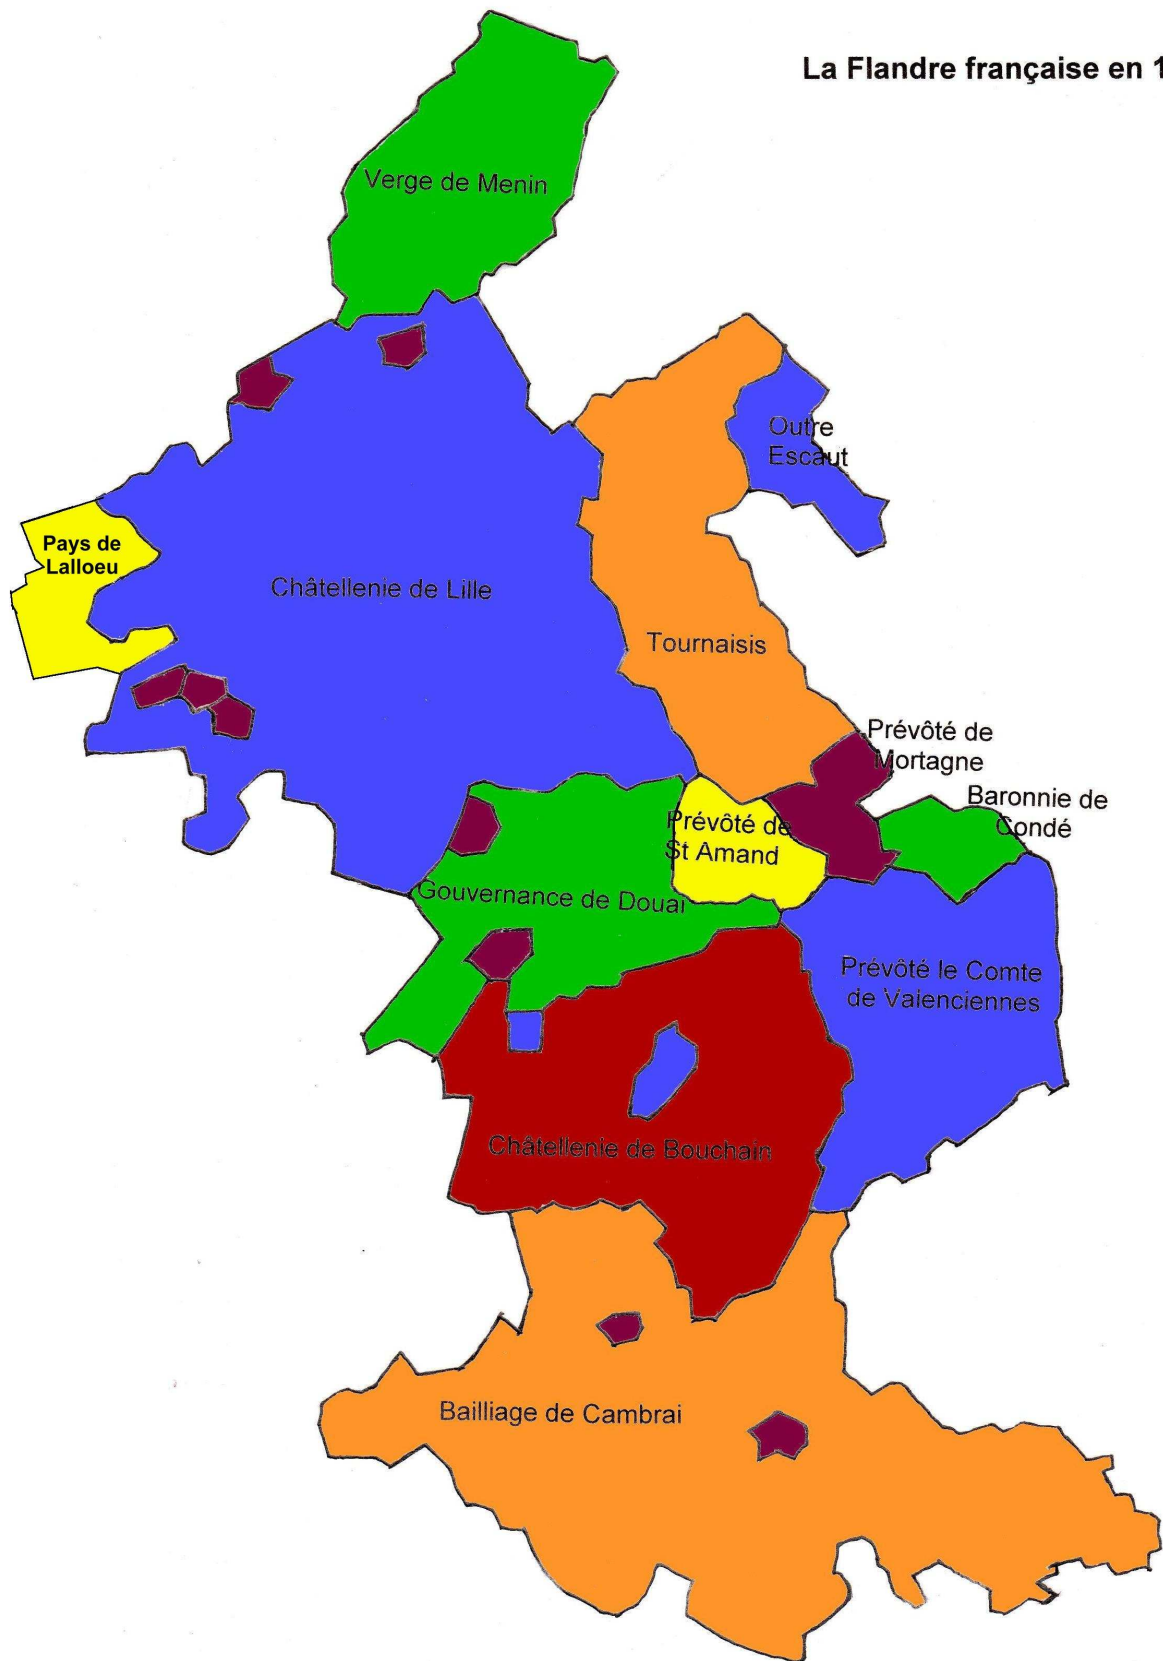 La Flandre française en 1
Verge de Menin
Outre
Escaut
Pays de
Lalloeu
Châtellenie de Lille
Tournaisis
Prévôté de
Mortagne
Baronnie de
Condé
Prévôté de
St Amand
Gouvernance de Douai
Prévôté le Comte
de Vaienciennes
Châtellenie de Bouchain
Bailliage de Cambrai